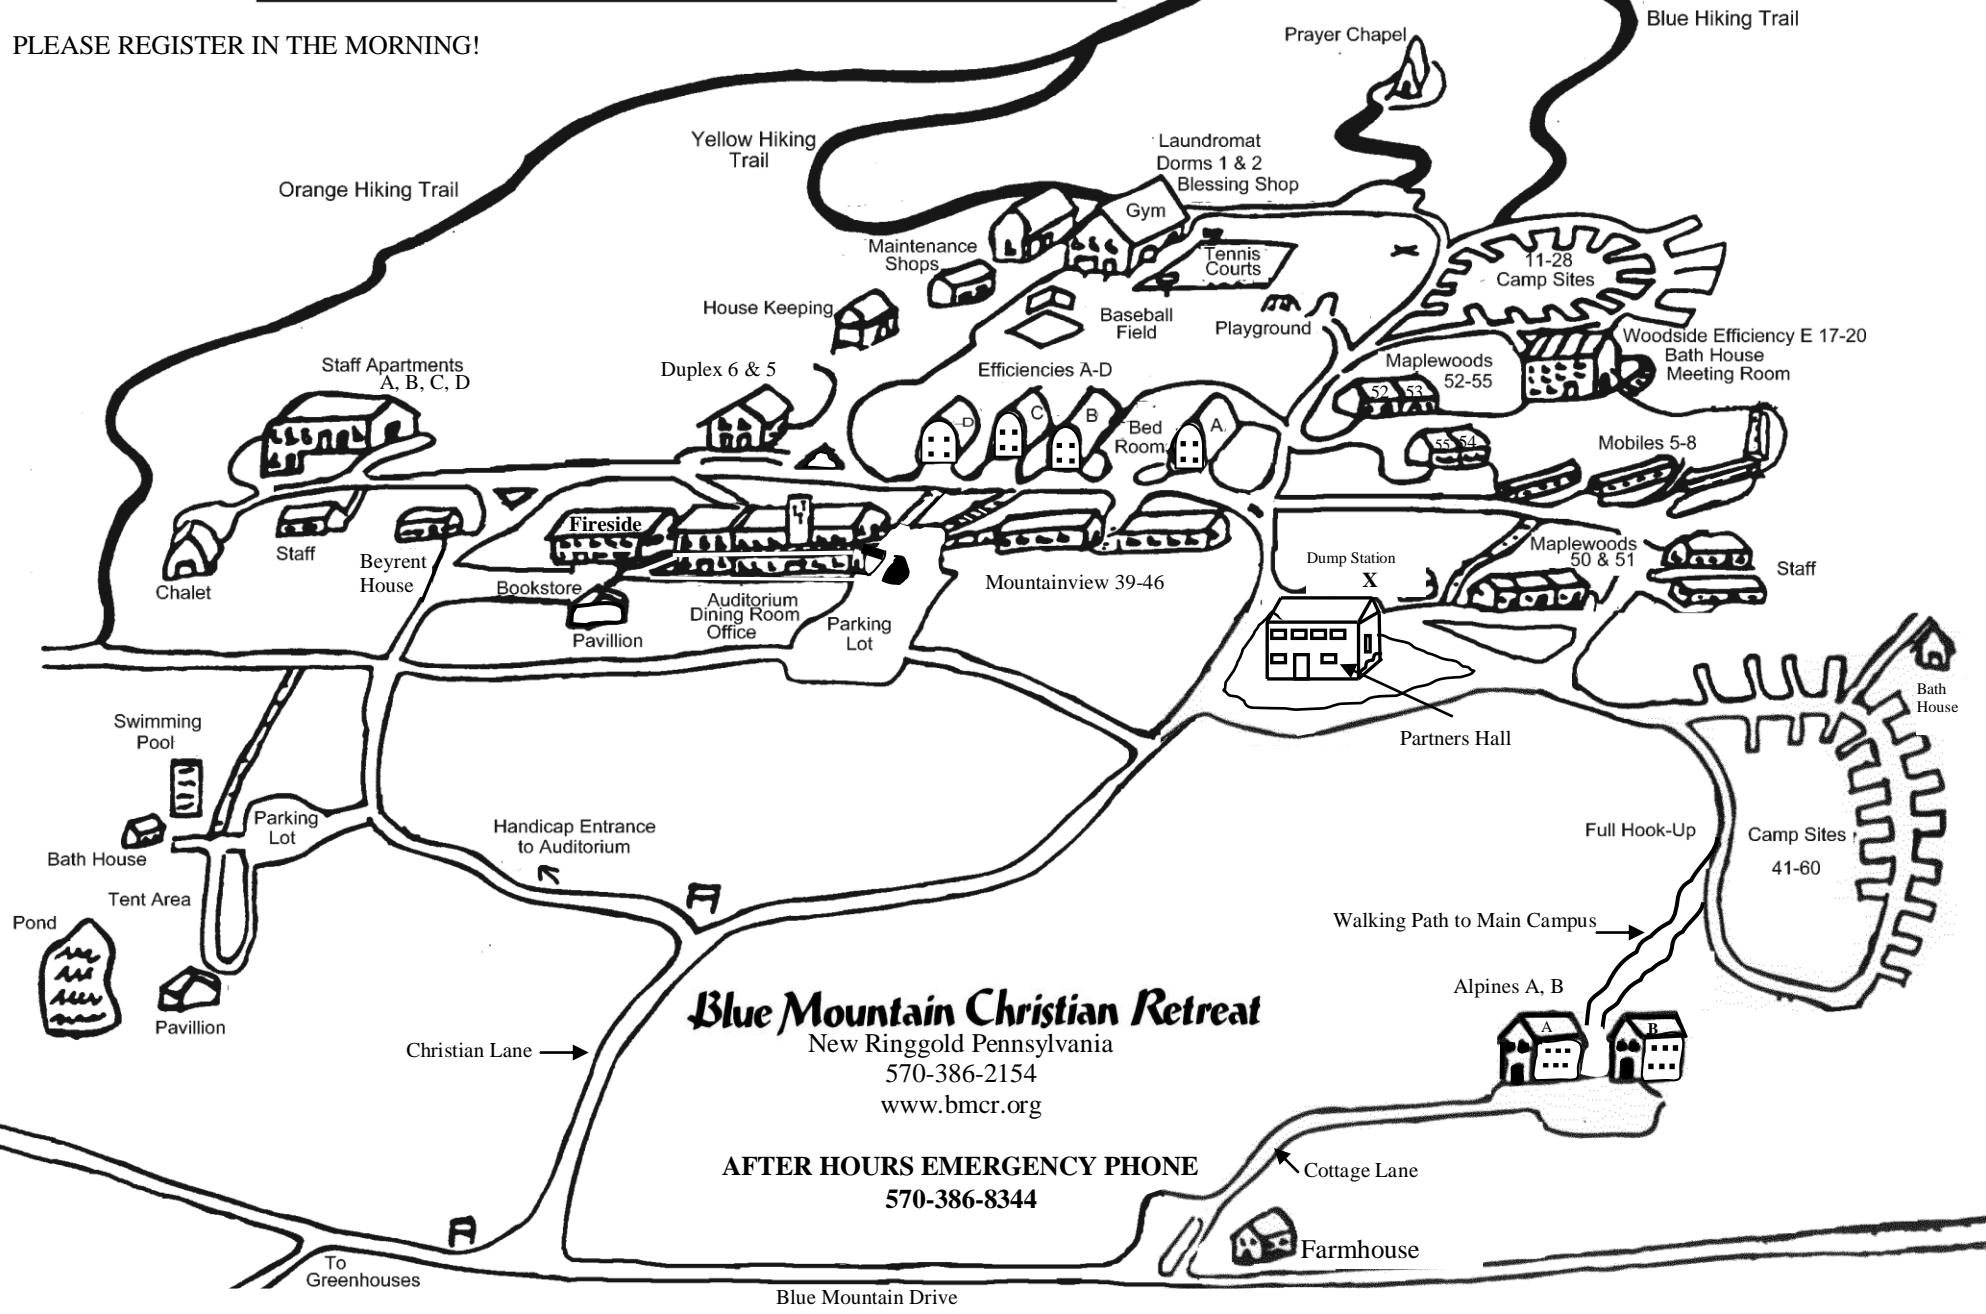 PLEASE REGISTER IN THE MORNING!
Blue Hiking Trail
Prayer Chapel
Yellow Hiking
Trail
Laundromat
Dorms 1 & 2
Blessing Shop
Orange Hiking Trail
Gym
Maintenance
Shops
Tennis
Courts
11-28
Camp Sites
House Keeping
Baseball
Field
Playground
Woodside Efficiency E 17-20
Bath House
Meeting Room
Staff Apartments
A, B, C, D
Duplex 6 & 5
Efficiencies A-D
Maplewoods
52-55
52 53
D
C
B
A
Bed
Room
55 54
Mobiles 5-8
Fireside
Staff
Beyrent
House
Chalet
Bookstore
Pavillion
Auditorium
Dining Room
Office
Parking
Lot
Mountainview 39-46
Dump Station
X
Maplewoods
50 & 51
Staff
Partners Hall
Bath
House
Swimming
Pool
Parking
Lot
Bath House
Tent Area
Pond
Pavillion
Handicap Entrance
to Auditorium
Full Hook-Up
Camp Sites
41-60
Walking Path to Main Campus
Alpines A, B
A
B
Blue Mountain Christian Retreat
New Ringgold Pennsylvania
570-386-2154
www.bmcr.org
Christian Lane
AFTER HOURS EMERGENCY PHONE
570-386-8344
Cottage Lane
Farmhouse
To
Greenhouses
Blue Mountain Drive